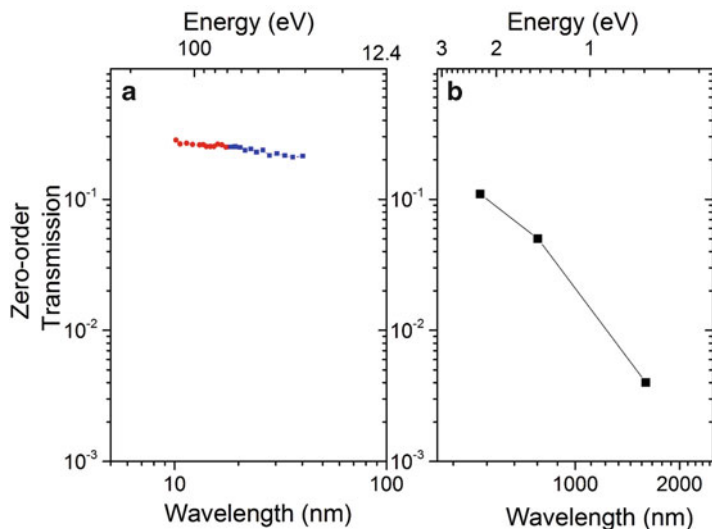 Energy (eV)
Energy (eV)
100
12.4
3
2
1
a
b
Zero-order
Transmission
10⁻¹
10⁻²
10⁻³
10⁻¹
10⁻²
10⁻³
10
100
1000
2000
Wavelength (nm)
Wavelength (nm)